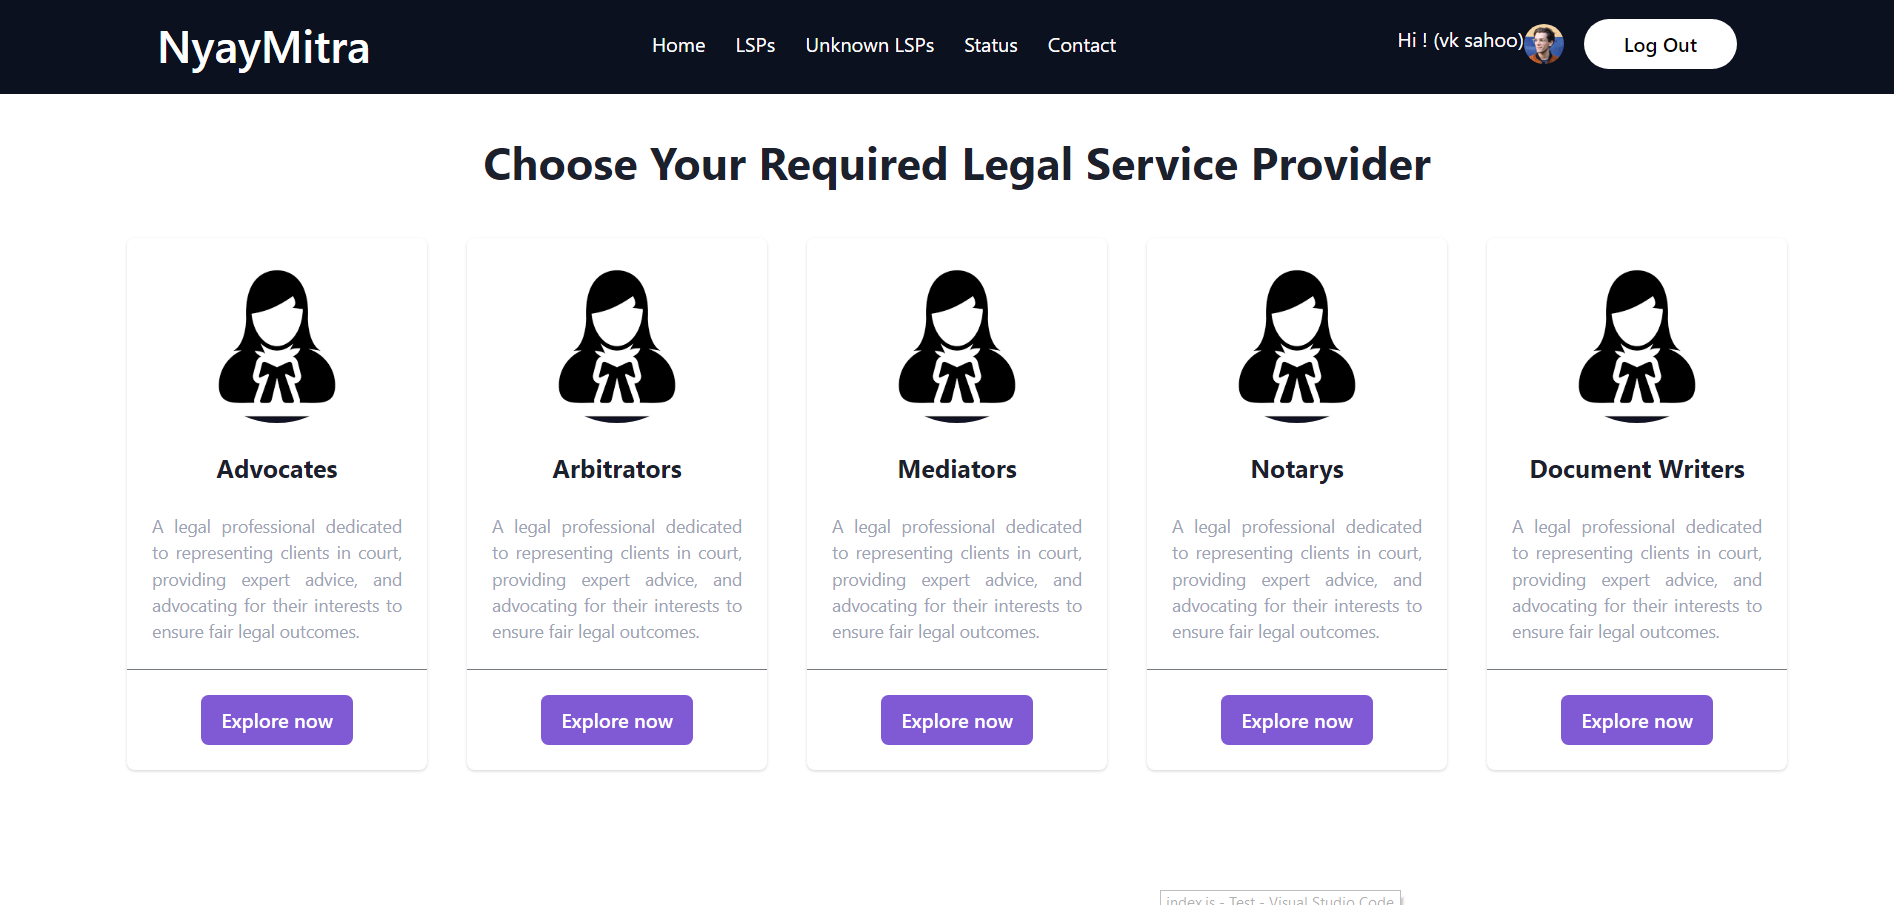 NyayMitra
Home LSPs Unknown LSPs Status Contact
Hi ! (vk sahoo)
Log Out
Choose Your Required Legal Service Provider
Advocates
A legal professional dedicated
to representing clients in court,
providing expert advice, and
advocating for their interests to
ensure fair legal outcomes.
Explore now
Arbitrators
A legal professional dedicated
to representing clients in court,
providing expert advice, and
advocating for their interests to
ensure fair legal outcomes.
Explore now
Mediators
A legal professional dedicated
to representing clients in court,
providing expert advice, and
advocating for their interests to
ensure fair legal outcomes.
Explore now
Notarys
A legal professional dedicated
to representing clients in court,
providing expert advice, and
advocating for their interests to
ensure fair legal outcomes.
Explore now
Document Writers
A legal professional dedicated
to representing clients in court,
providing expert advice, and
advocating for their interests to
ensure fair legal outcomes.
Explore now
index.js - Test - Visual Studio Code